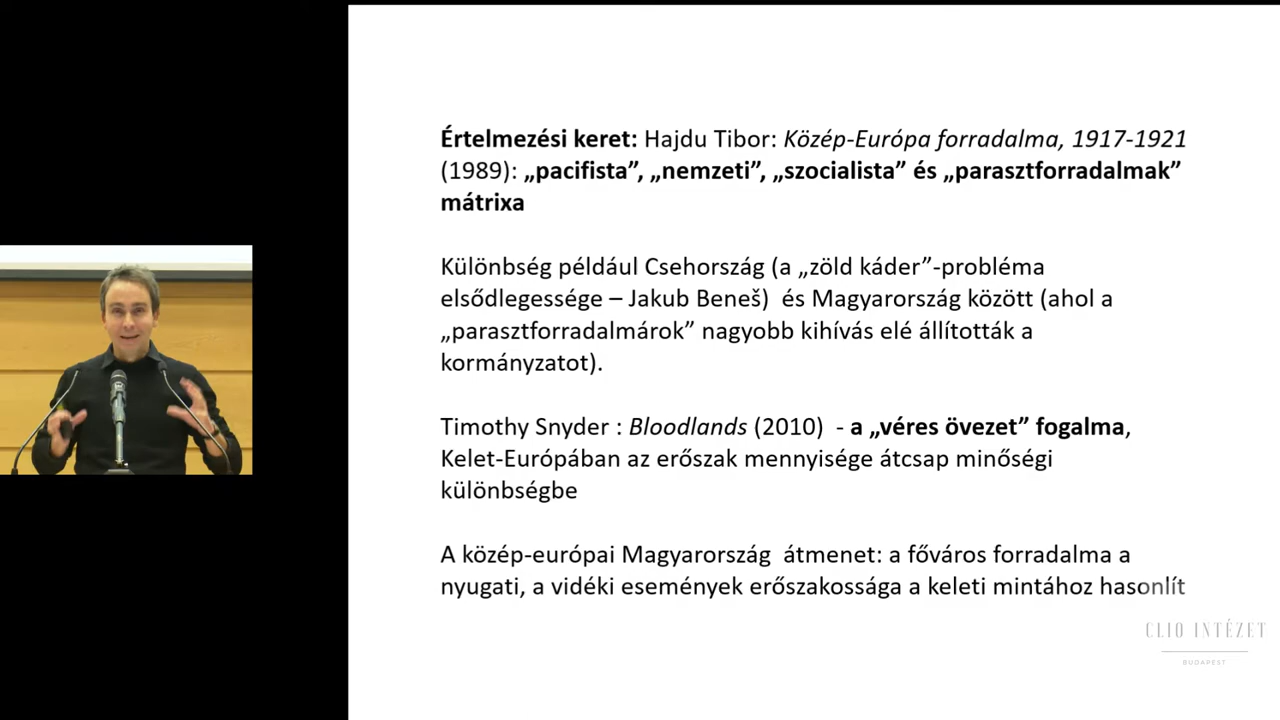 Értelmezési keret: Hajdu Tibor: Közép-Európa forradalma, 1917-1921
(1989): „pacifista”, „nemzeti”, „szocialista” és „parasztforradalmak”
mátrixa
Különbség például Csehország (a „zöld káder”-probléma
elsődlegessége – Jakub Beneš) és Magyarország között (ahol a
„parasztforradalmárok” nagyobb kihívás elé állították a
kormányzatot).
Timothy Snyder : Bloodlands (2010) - a „véres övezet” fogalma,
Kelet-Európában az erőszak mennyisége átcsap minőségi
különbségbe
A közép-európai Magyarország átmenet: a főváros forradalma a
nyugati, a vidéki események erőszakossága a keleti mintához hasonlít
CLIO INTÉZET
BUDAPEST